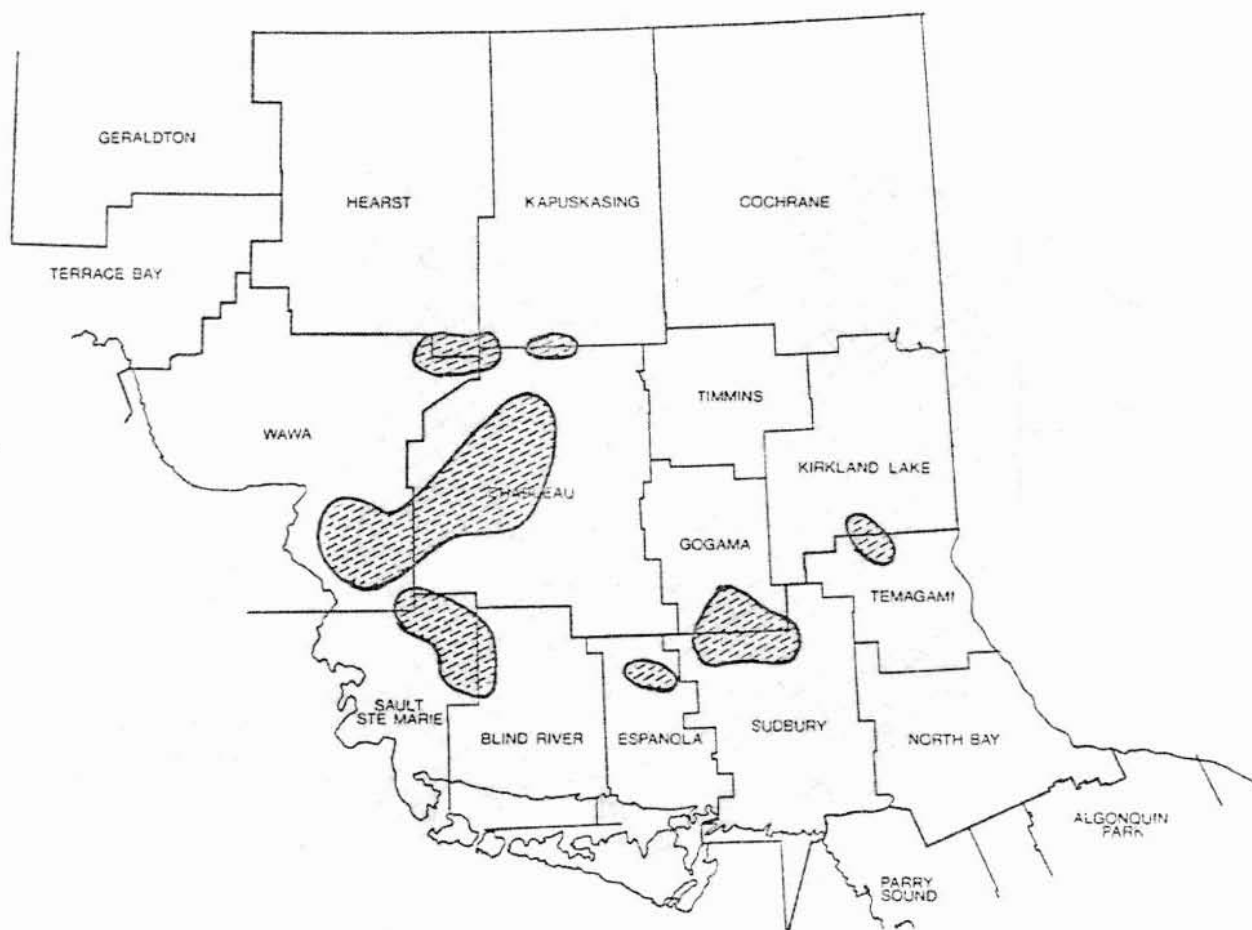 GERALDTON
HEARST
KAPUSKASING
COCHRANE
TERRACE BAY
TIMMINS
WAWA
KIRKLAND LAKE
GOGAMA
TEMAGAMI
SAULT
STE MARIE
BLIND RIVER
ESPANOLA
SUDBURY
NORTH BAY
ALGONQUIN
PARK
PARRY
SOUND